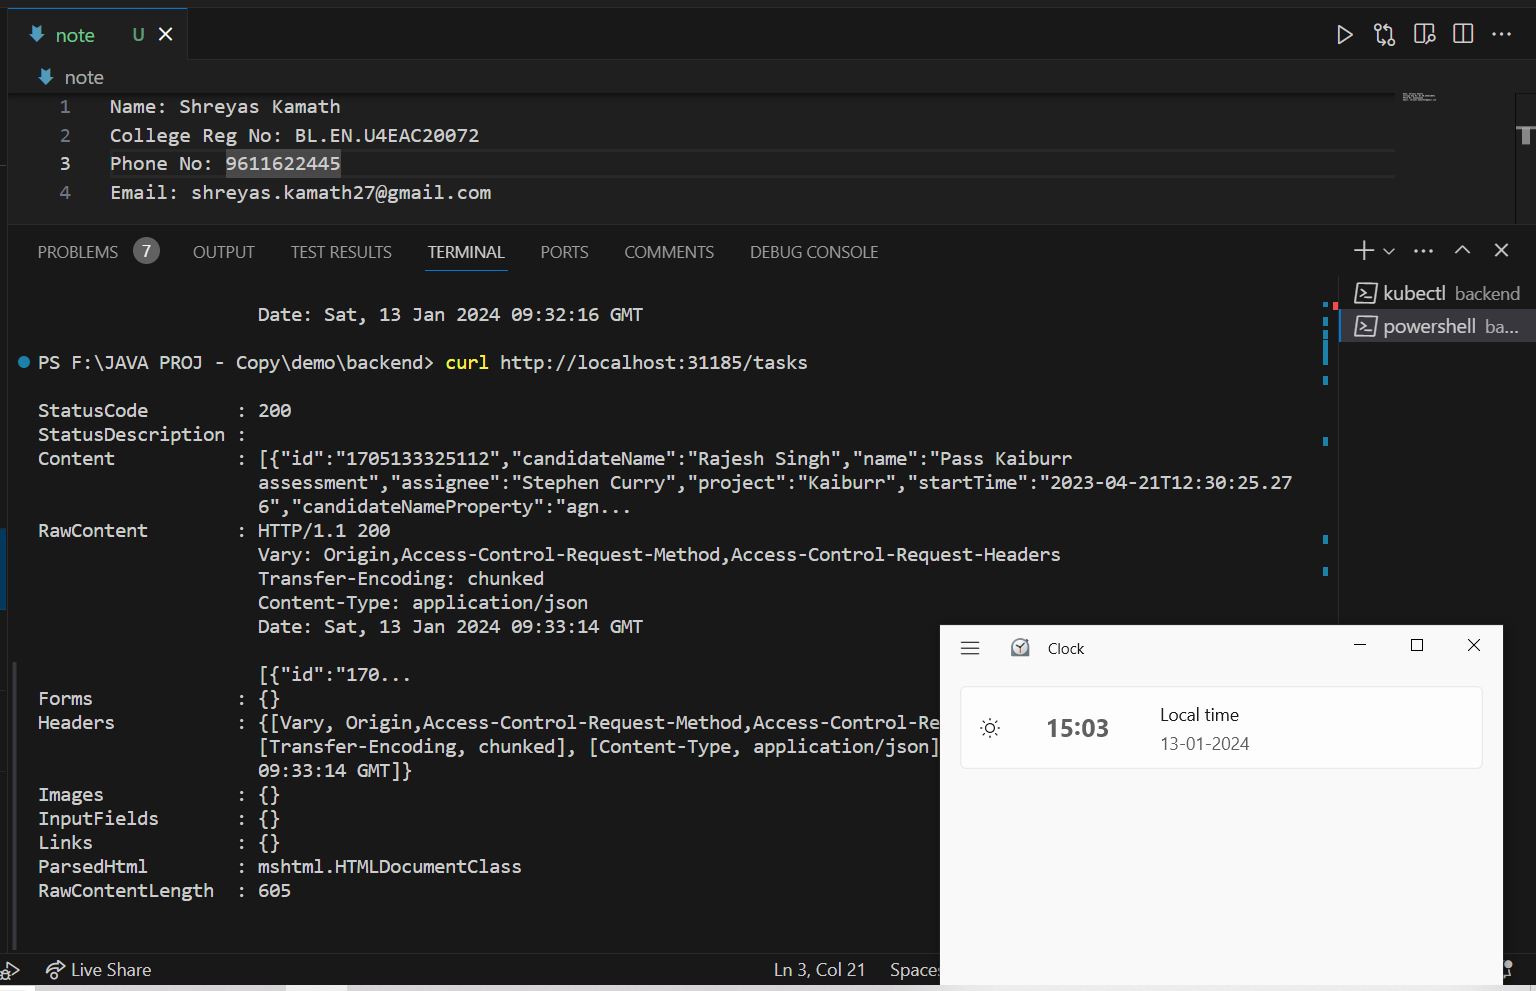 note U
note
1 Name: Shreyas Kamath
2 College Reg No: BL.EN.U4EAC20072
3 Phone No: 9611622445
4 Email: shreyas.kamath27@gmail.com
PROBLEMS 7 OUTPUT TEST RESULTS TERMINAL PORTS COMMENTS DEBUG CONSOLE
kubectl backend
powershell ba...
Date: Sat, 13 Jan 2024 09:32:16 GMT
PS F:\JAVA PROJ - Copy\demo\backend> curl http://localhost:31185/tasks
StatusCode : 200
StatusDescription :
Content : [{"id":"1705133325112","candidateName":"Rajesh Singh","name":"Pass Kaiburr
assessment","assignee":"Stephen Curry","project":"Kaiburr","startTime":"2023-04-21T12:30:25.27
6","candidateNameProperty":"agn...
RawContent : HTTP/1.1 200
Vary: Origin,Access-Control-Request-Method,Access-Control-Request-Headers
Transfer-Encoding: chunked
Content-Type: application/json
Date: Sat, 13 Jan 2024 09:33:14 GMT
[{"id":"170...
Forms : {}
Headers : {[Vary, Origin,Access-Control-Request-Method,Access-Control-Re
[Transfer-Encoding, chunked], [Content-Type, application/json]
09:33:14 GMT]}
Images : {}
InputFields : {}
Links : {}
ParsedHtml : mshtml.HTMLDocumentClass
RawContentLength : 605
Clock
15:03 Local time
13-01-2024
Live Share Ln 3, Col 21 Spaces